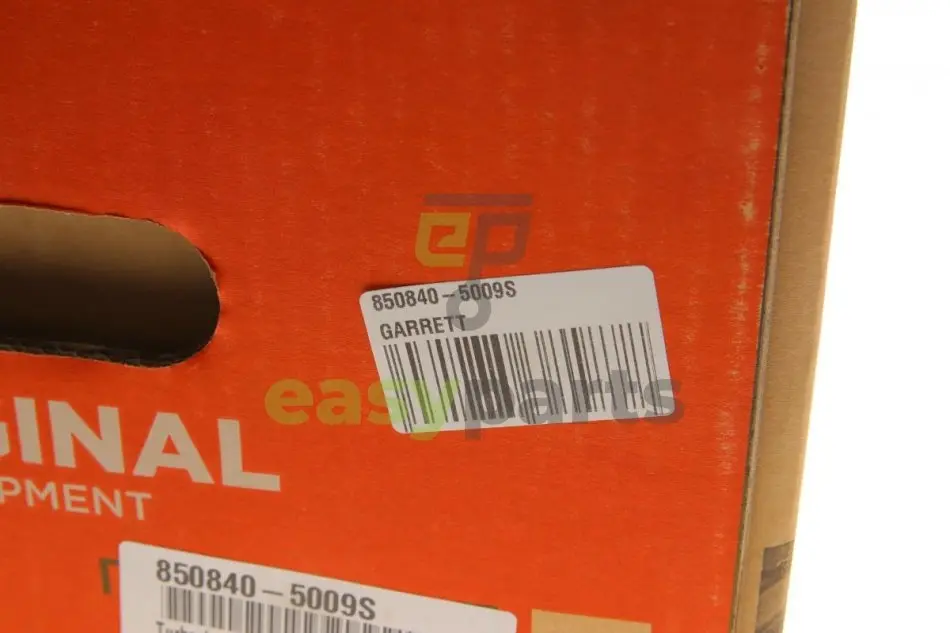 850840-5009S
GARRETT
easyparts
GINAL
PMENT
850840-5009S